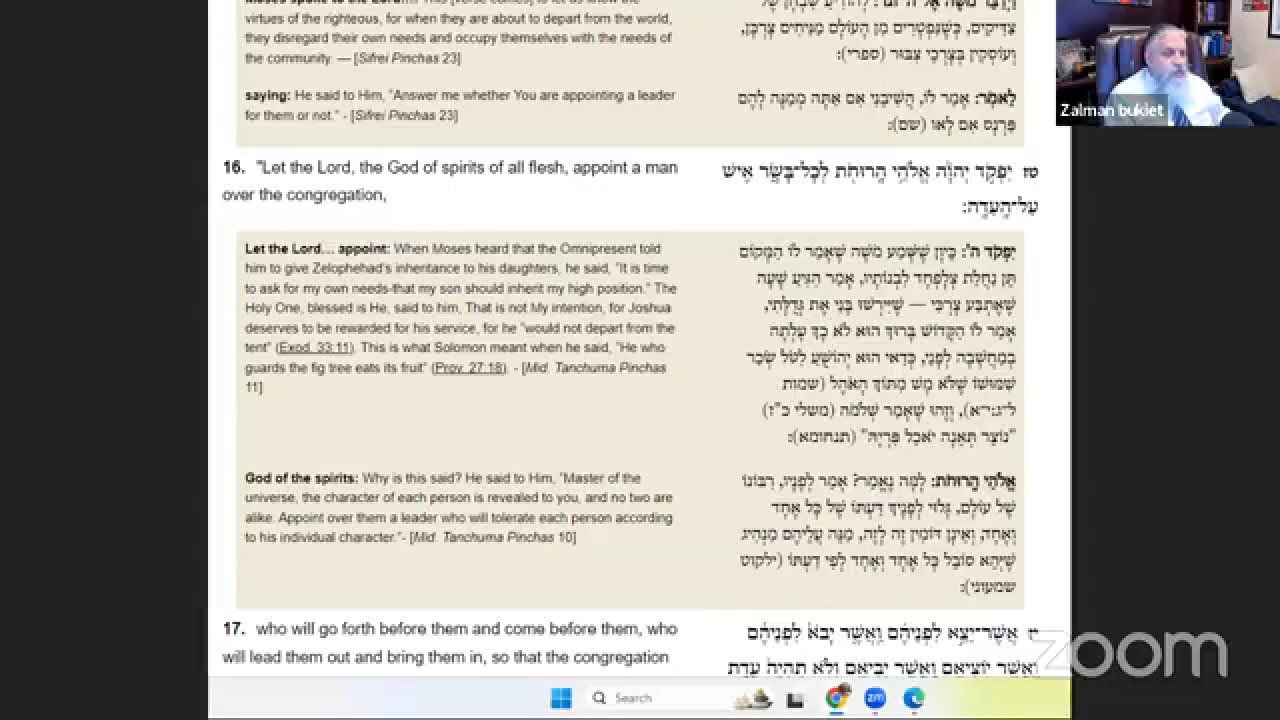 virtues of the righteous, for when they are about to depart from the world,
they disregard their own needs and occupy themselves with the needs of
the community. — [Sifrei Pinchas 23]
צַדִּיקִים, כְּשֶׁנִּפְטָרִים מִן הָעוֹלָם מַנִּיחִים צָרְכָּן,
וְעוֹסְקִין בְּצָרְכֵי צִבּוּר (ספרי):
saying: He said to Him, "Answer me whether You are appointing a leader
for them or not." - [Sifrei Pinchas 23]
לֵאמֹר: אָמַר לוֹ, הֲשִׁיבֵנִי אִם אַתָּה מְמַנֶּה לָהֶם
פַּרְנָס אִם לָאו (שם):
16. "Let the Lord, the God of spirits of all flesh, appoint a man
over the congregation,
טז יִפְקֹד יְהֹוָה אֱלֹהֵי הָרוּחֹת לְכָל־בָּשָׂר אִישׁ
עַל־הָעֵדָה:
Let the Lord... appoint: When Moses heard that the Omnipresent told
him to give Zelophehad's inheritance to his daughters, he said, "It is time
to ask for my own needs-that my son should inherit my high position." The
Holy One, blessed is He, said to him, That is not My intention, for Joshua
deserves to be rewarded for his service, for he "would not depart from the
tent" (Exod. 33:11). This is what Solomon meant when he said, "He who
guards the fig tree eats its fruit" (Prov. 27:18). - [Mid. Tanchuma Pinchas
11]
יִפְקֹד ה': כֵּיוָן שֶׁשָּׁמַע מֹשֶׁה שֶׁאָמַר לוֹ הַמָּקוֹם
תֵּן נַחֲלַת צְלָפְחָד לִבְנוֹתָיו, אָמַר הִגִּיעַ שָׁעָה
שֶׁאֶתְבַּע צְרָכַי — שֶׁיִּירְשׁוּ בָנַי אֶת גְּדֻלָּתִי,
אָמַר לוֹ הַקָּדוֹשׁ בָּרוּךְ הוּא לֹא כָךְ עָלְתָה
בְּמַחֲשָׁבָה לְפָנַי, כְּדַאי הוּא יְהוֹשֻׁעַ לִטֹּל שְׂכַר
שִׁמּוּשׁוֹ שֶׁלֹּא מָשׁ מִתּוֹךְ הָאֹהֶל (שמות
ל"ג:י"א), וְזֶהוּ שֶׁאָמַר שְׁלֹמֹה (משלי כ"ז)
"נוֹצֵר תְּאֵנָה יֹאכַל פִּרְיָהּ" (תנחומא):
God of the spirits: Why is this said? He said to Him, "Master of the
universe, the character of each person is revealed to you, and no two are
alike. Appoint over them a leader who will tolerate each person according
to his individual character."- [Mid. Tanchuma Pinchas 10]
אֱלֹהֵי הָרוּחֹת: לָמָּה נֶאֱמַר? אָמַר לְפָנָיו, רִבּוֹנוֹ
שֶׁל עוֹלָם, גָּלוּי לְפָנֶיךָ דַּעְתּוֹ שֶׁל כָּל אֶחָד
וְאֶחָד, וְאֵינָן דּוֹמִין זֶה לָזֶה, מַנֵּה עֲלֵיהֶם מַנְהִיג
שֶׁיְּהֵא סוֹבֵל כָּל אֶחָד וְאֶחָד לְפִי דַעְתּוֹ (ילקוט
שמעוני):
17. who will go forth before them and come before them, who
will lead them out and bring them in, so that the congregation
יז אֲשֶׁר־יֵצֵא לִפְנֵיהֶם וַאֲשֶׁר יָבֹא לִפְנֵיהֶם
וַאֲשֶׁר יוֹצִיאֵם וַאֲשֶׁר יְבִיאֵם וְלֹא תִהְיֶה עֲדַת
Zalman bukiet
zoom
Search
zm